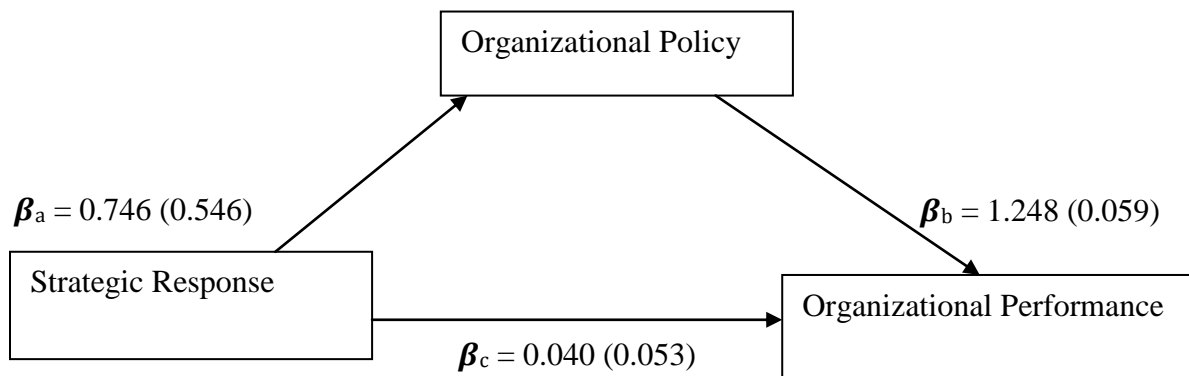 Organizational Policy
𝜷a = 0.746 (0.546)
𝜷b = 1.248 (0.059)
Strategic Response
Organizational Performance
𝜷c = 0.040 (0.053)